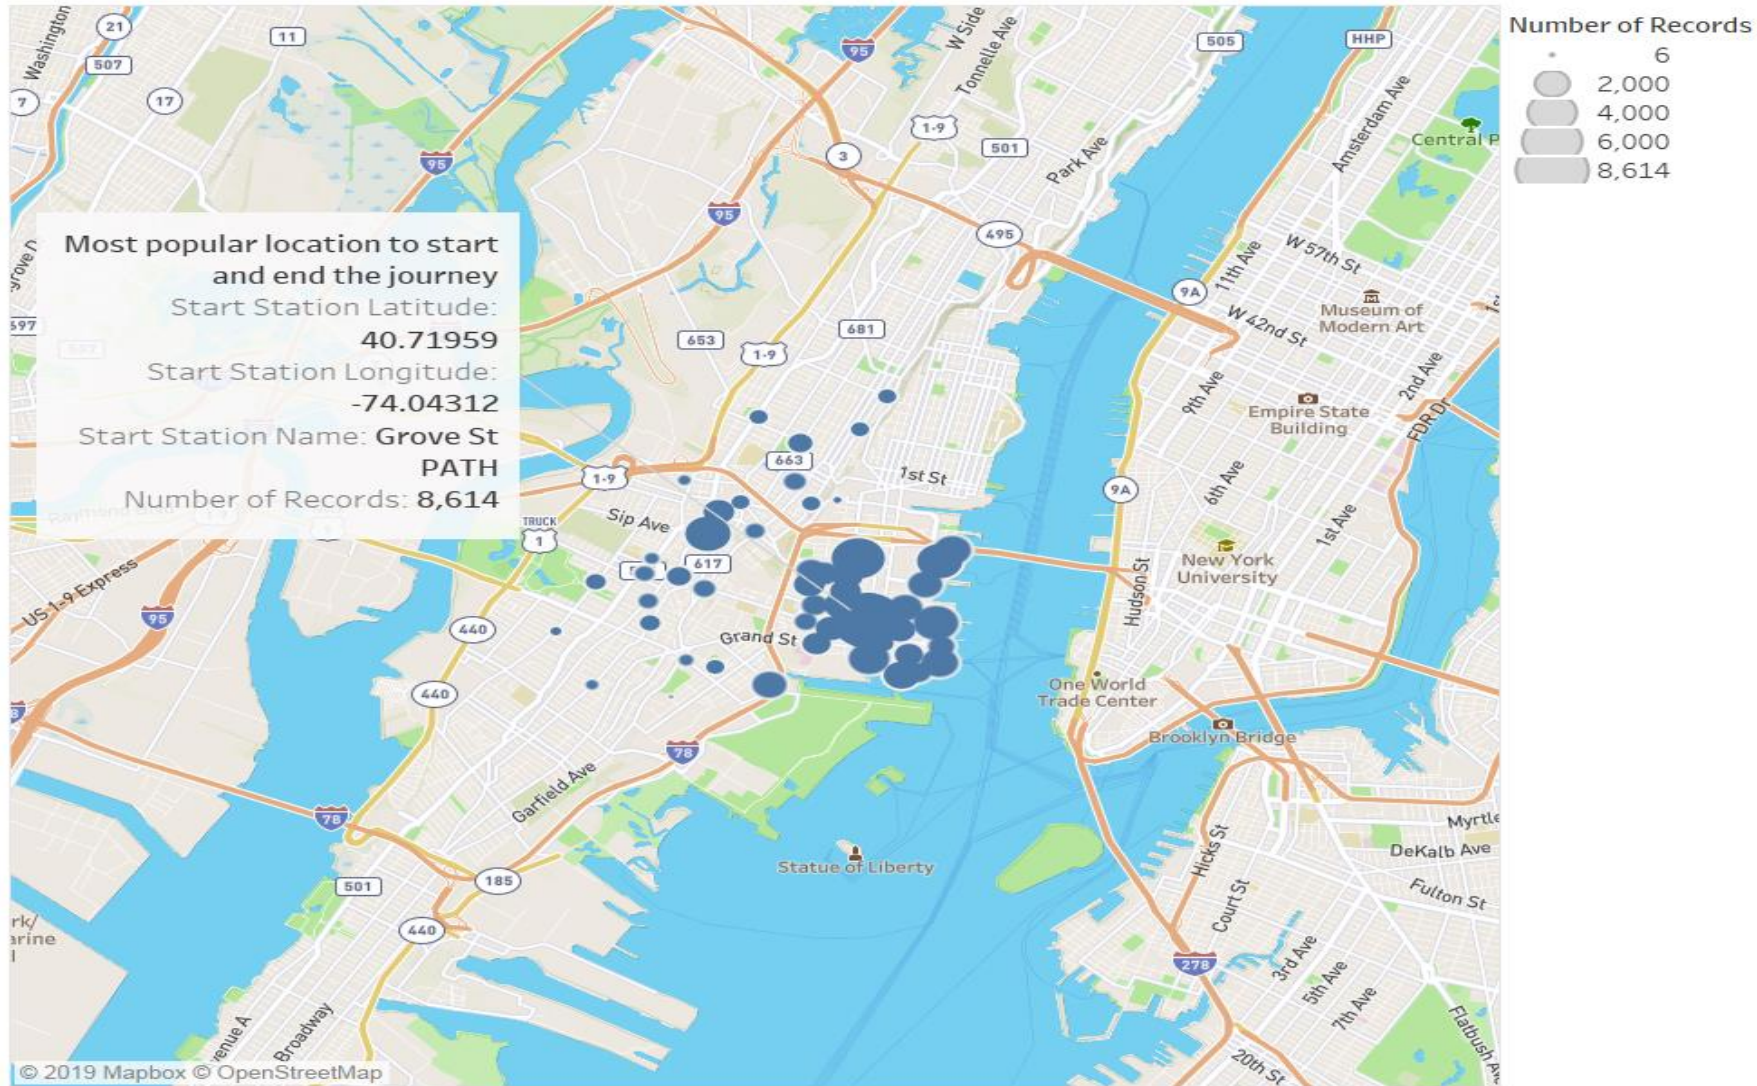 Number of Records
6
2,000
4,000
6,000
8,614
Most popular location to start
and end the journey
Start Station Latitude:
40.71959
Start Station Longitude:
-74.04312
Start Station Name: Grove St
PATH
Number of Records: 8,614
Washington
21
507
7
17
11
95
95
95
W Side
Tonnelle Ave
1-9
3
501
Park Ave
505
HHP
Amsterdam Ave
Central P
495
9A
11th Ave
W 57th St
W 42nd St
Museum of
Modern Art
653
681
1-9
9th Ave
2nd Ave
Empire State
Building
FDR Dr
663
1-9
1st St
9A
6th Ave
1st Ave
TRUCK
1
Sip Ave
617
New York
University
Hudson St
US 1-9 Express
95
440
Grand St
440
One World
Trade Center
Brooklyn Bridge
78
78
Garfield Ave
Statue of Liberty
Myrtle
DeKalb Ave
Hicks St
Court St
Fulton St
501
185
440
278
3rd Ave
5th Ave
7th Ave
Flatbush Av
20th St
venue A
Broadway
rk/
arine
l
© 2019 Mapbox © OpenStreetMap